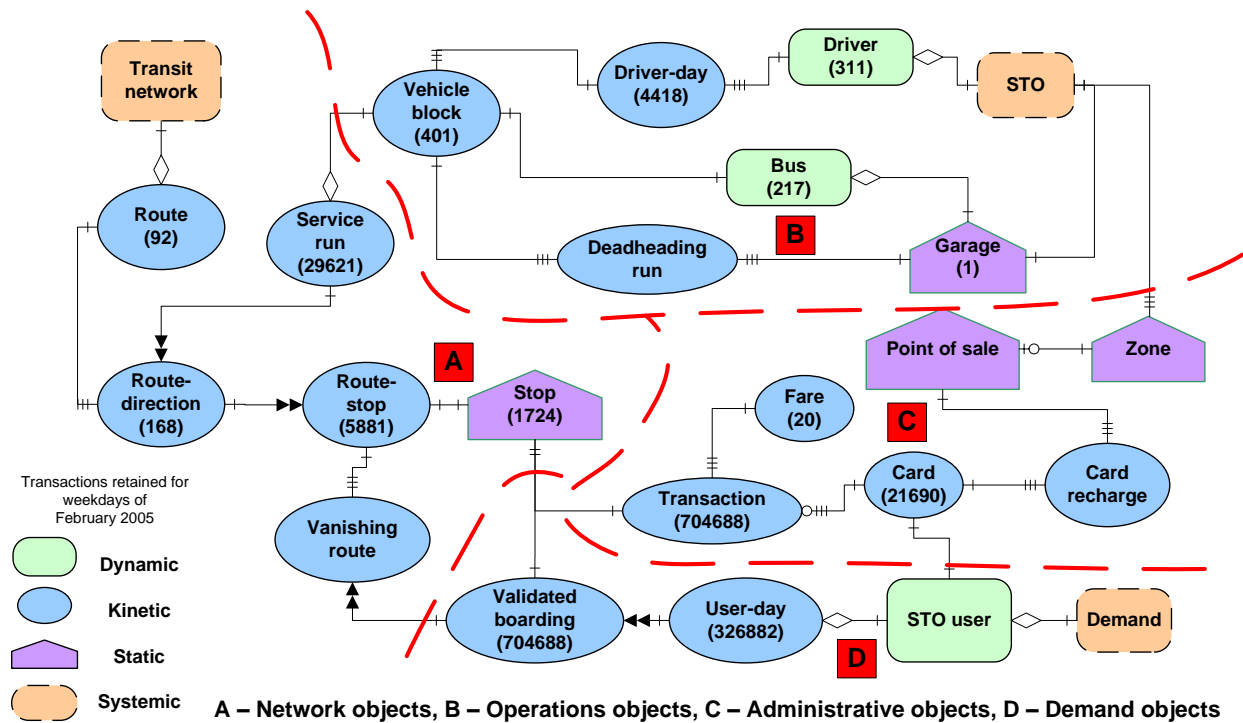 Transit
network
Route
(92)
Service
run
(29621)
Vehicle
block
(401)
Driver-day
(4418)
Driver
(311)
STO
Bus
(217)
B
Deadheading
run
Garage
(1)
Route-
direction
(168)
Route-
stop
(5881)
A
Stop
(1724)
Point of sale
Zone
Fare
(20)
C
Transaction
(704688)
Card
(21690)
Card
recharge
Vanishing
route
Validated
boarding
(704688)
User-day
(326882)
D
STO user
Demand
Transactions retained for
weekdays of
February 2005
Dynamic
Kinetic
Static
Systemic
A – Network objects, B – Operations objects, C – Administrative objects, D – Demand objects